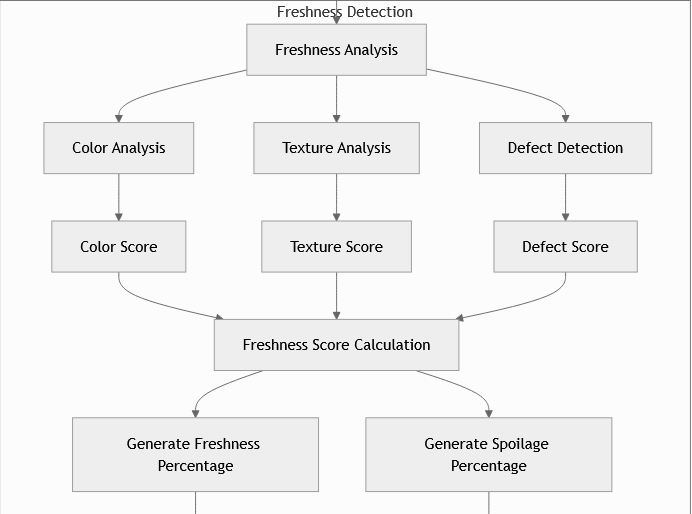 Freshness Detection
Freshness Analysis
Color Analysis
Texture Analysis
Defect Detection
Color Score
Texture Score
Defect Score
Freshness Score Calculation
Generate Freshness
Percentage
Generate Spoilage
Percentage